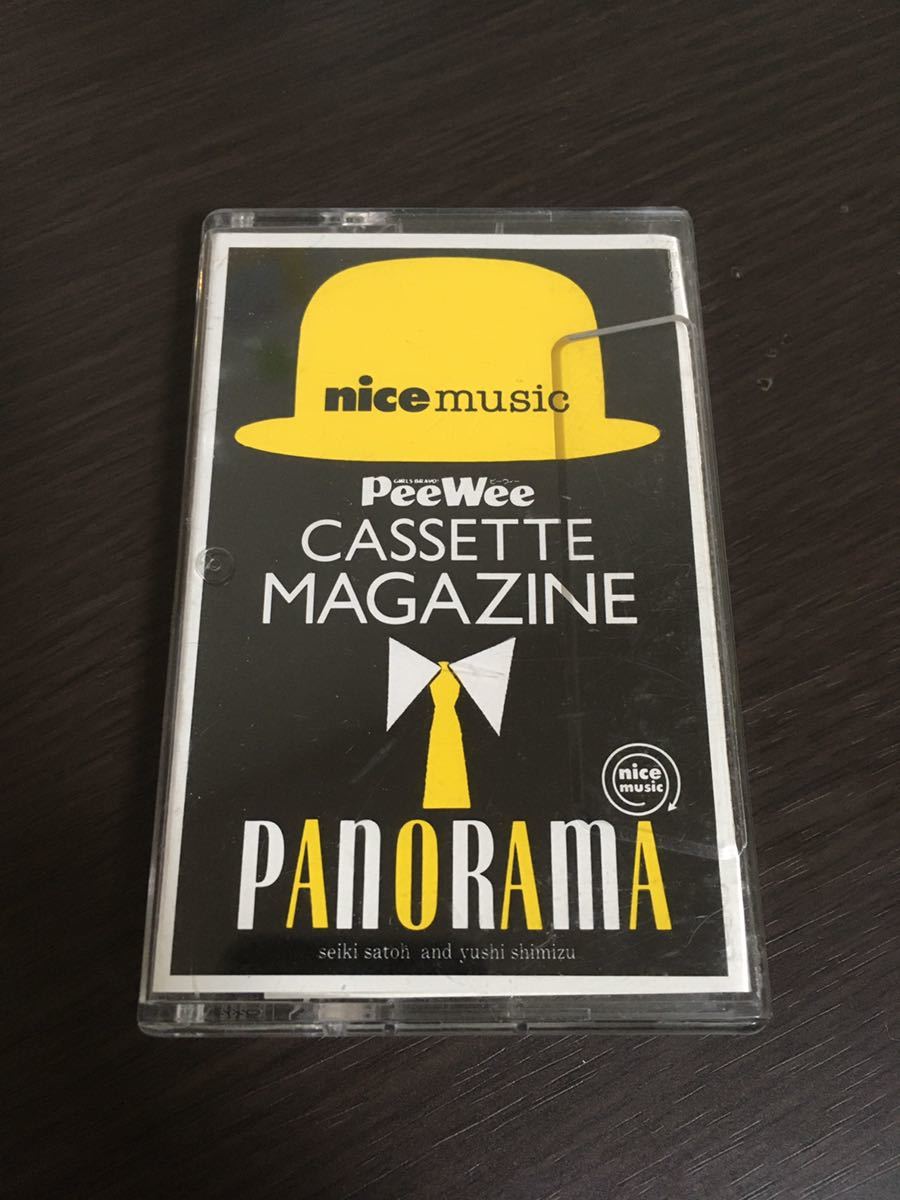 nice music
GIRLS BRAVO ピーウィー
PeeWee
CASSETTE
MAGAZINE
nice
music
PANORAMA
seiki satoh and yushi shimizu